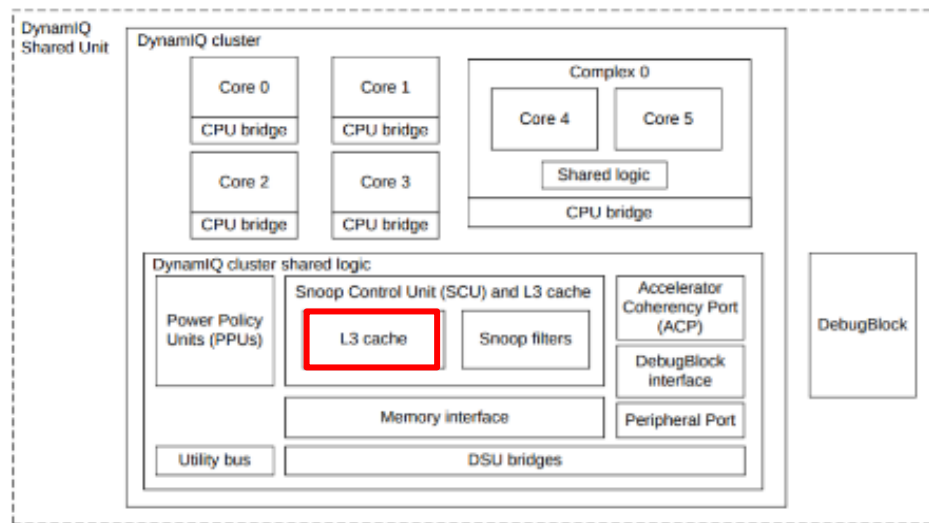 DynamIQ
Shared Unit
DynamIQ cluster
Core 0
CPU bridge
Core 1
CPU bridge
Complex 0
Core 4
Core 5
Shared logic
CPU bridge
Core 2
CPU bridge
Core 3
CPU bridge
DynamIQ cluster shared logic
Power Policy
Units (PPUs)
Snoop Control Unit (SCU) and L3 cache
L3 cache
Snoop filters
Accelerator
Coherency Port
(ACP)
DebugBlock
interface
Memory interface
Peripheral Port
Utility bus
DSU bridges
DebugBlock